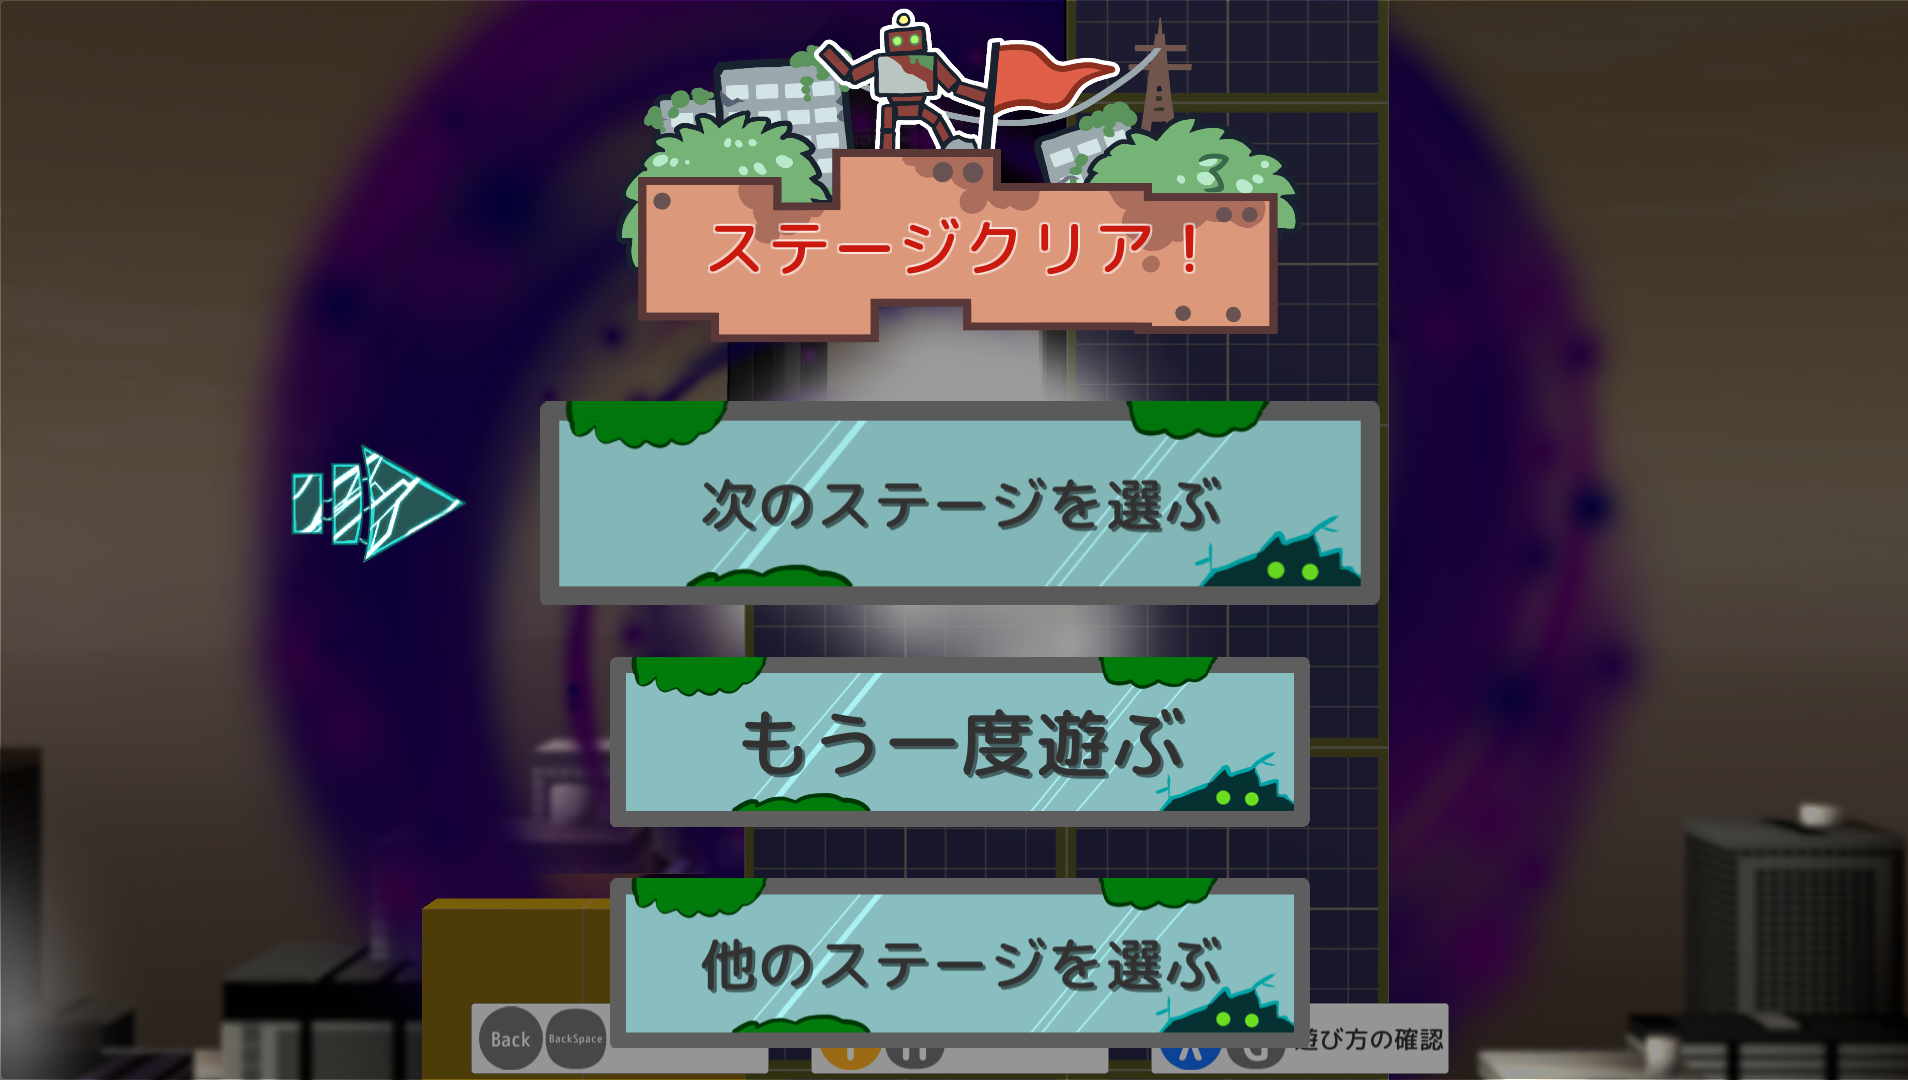 ステージクリア！
次のステージを選ぶ
もう一度遊ぶ
他のステージを選ぶ
Back
BackSpace
遊び方の確認